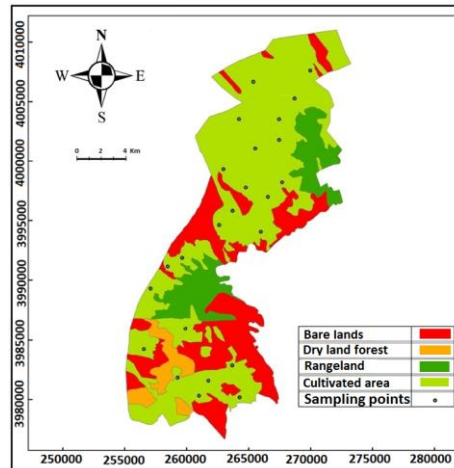 N
W E
S
0 2 4 Km
4010000
4005000
4000000
3995000
3990000
3985000
3980000
Bare lands
Dry land forest
Rangeland
Cultivated area
Sampling points
250000 255000 260000 265000 270000 275000 280000